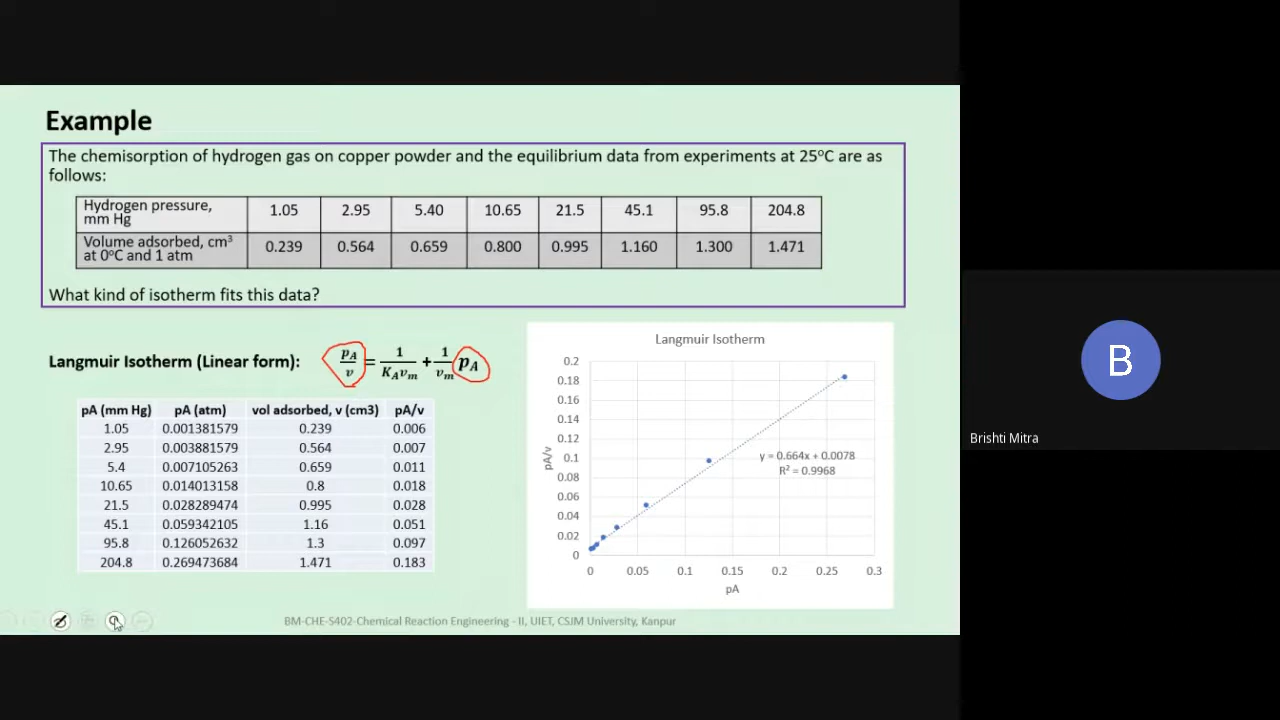 Example
The chemisorption of hydrogen gas on copper powder and the equilibrium data from experiments at 25°C are as
follows:
Hydrogen pressure, mm Hg 1.05 2.95 5.40 10.65 21.5 45.1 95.8 204.8
Volume adsorbed, cm³ at 0°C and 1 atm 0.239 0.564 0.659 0.800 0.995 1.160 1.300 1.471
What kind of isotherm fits this data?
Langmuir Isotherm (Linear form): p_A/v = 1/(K_A v_m) + 1/v_m p_A
pA (mm Hg) pA (atm) vol adsorbed, v (cm3) pA/v
1.05 0.001381579 0.239 0.006
2.95 0.003881579 0.564 0.007
5.4 0.007105263 0.659 0.011
10.65 0.014013158 0.8 0.018
21.5 0.028289474 0.995 0.028
45.1 0.059342105 1.16 0.051
95.8 0.126052632 1.3 0.097
204.8 0.269473684 1.471 0.183
Langmuir Isotherm
0.2
0.18
0.16
0.14
0.12
0.1
0.08
0.06
0.04
0.02
0
pA/v
y = 0.664x + 0.0078
R² = 0.9968
0 0.05 0.1 0.15 0.2 0.25 0.3
pA
BM-CHE-S402-Chemical Reaction Engineering - II, UIET, CSJM University, Kanpur
B
Brishti Mitra